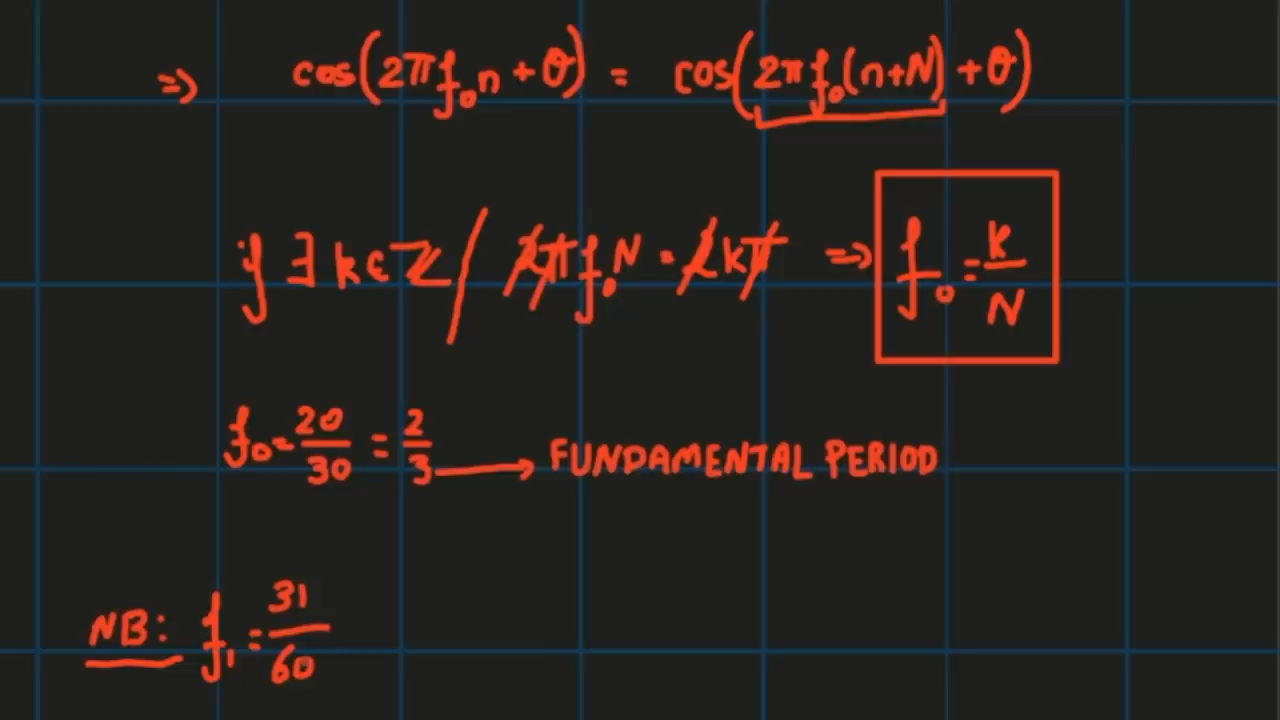 => cos(2πf₀n + θ) = cos(2πf₀(n+N) + θ)
if ∃ k ∈ ℤ / 2πf₀N = 2kπ => f₀ = k/N
f₀ = 20/30 = 2/3 → FUNDAMENTAL PERIOD
NB: f₁ = 31/60